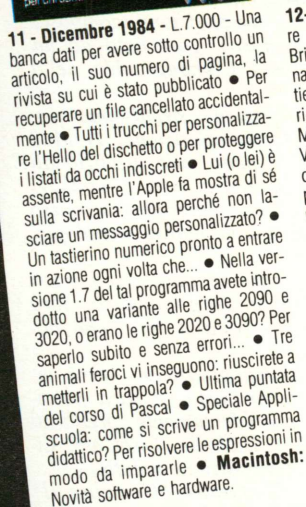 11 - Dicembre 1984 - L.7.000 - Una
banca dati per avere sotto controllo un
articolo, il suo numero di pagina, la
rivista su cui è stato pubblicato ● Per
recuperare un file cancellato accidental-
mente ● Tutti i trucchi per personalizza-
re l'Hello del dischetto o per proteggere
i listati da occhi indiscreti ● Lui (o lei) è
assente, mentre l'Apple fa mostra di sé
sulla scrivania: allora perché non la-
sciare un messaggio personalizzato? ●
Un tastierino numerico pronto a entrare
in azione ogni volta che... ● Nella ver-
sione 1.7 del tal programma avete intro-
dotto una variante alle righe 2090 e
3020, o erano le righe 2020 e 3090? Per
saperlo subito e senza errori... ● Tre
animali feroci vi inseguono: riuscirete a
metterli in trappola? ● Ultima puntata
del corso di Pascal ● Speciale Appli-
scuola: come si scrive un programma
didattico? Per risolvere le espressioni in
modo da impararle ● Macintosh:
Novità software e hardware.
12-
re
Bri
na
tie
ri
M
V